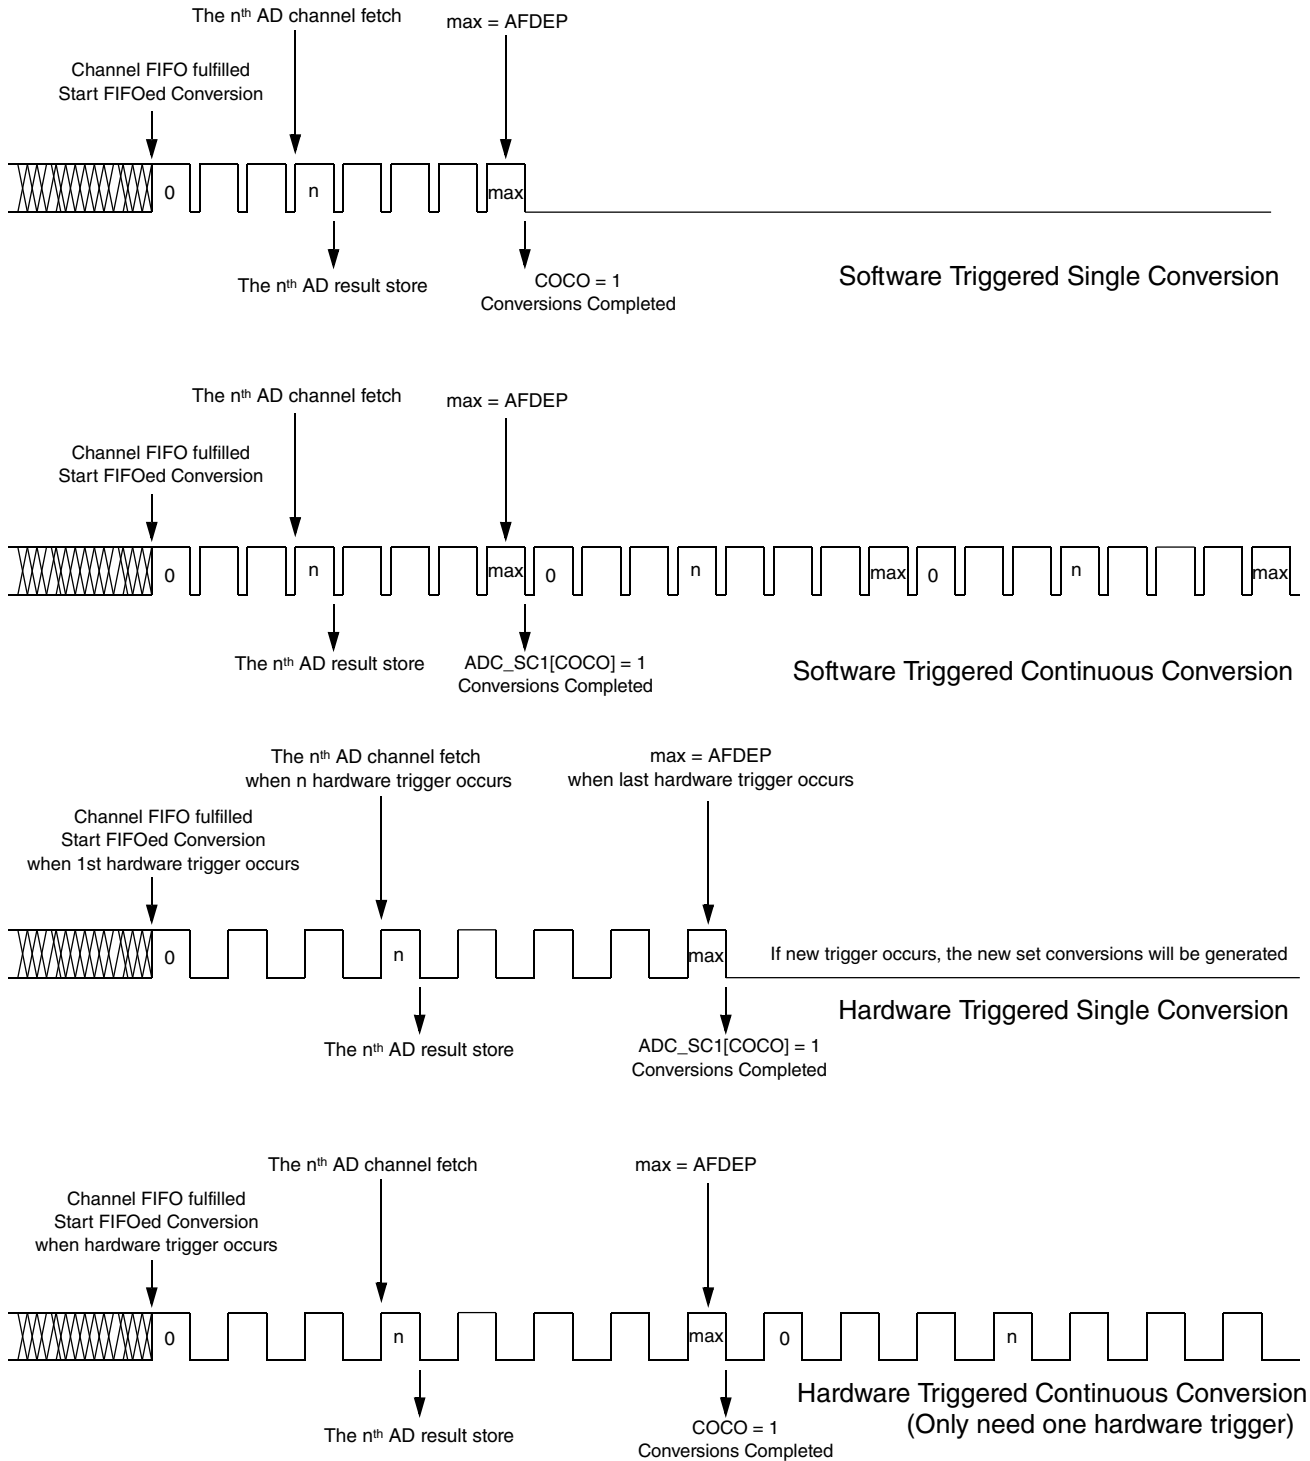 The nth AD channel fetch
max = AFDEP
Channel FIFO fulfilled
Start FIFOed Conversion
0
n
max
The nth AD result store
COCO = 1
Conversions Completed
Software Triggered Single Conversion
The nth AD channel fetch
max = AFDEP
Channel FIFO fulfilled
Start FIFOed Conversion
0
n
max
0
n
max
0
n
max
The nth AD result store
ADC_SC1[COCO] = 1
Conversions Completed
Software Triggered Continuous Conversion
The nth AD channel fetch
when n hardware trigger occurs
max = AFDEP
when last hardware trigger occurs
Channel FIFO fulfilled
Start FIFOed Conversion
when 1st hardware trigger occurs
0
n
max
If new trigger occurs, the new set conversions will be generated
Hardware Triggered Single Conversion
The nth AD result store
ADC_SC1[COCO] = 1
Conversions Completed
The nth AD channel fetch
max = AFDEP
Channel FIFO fulfilled
Start FIFOed Conversion
when hardware trigger occurs
0
n
max
0
n
The nth AD result store
COCO = 1
Conversions Completed
Hardware Triggered Continuous Conversion
(Only need one hardware trigger)